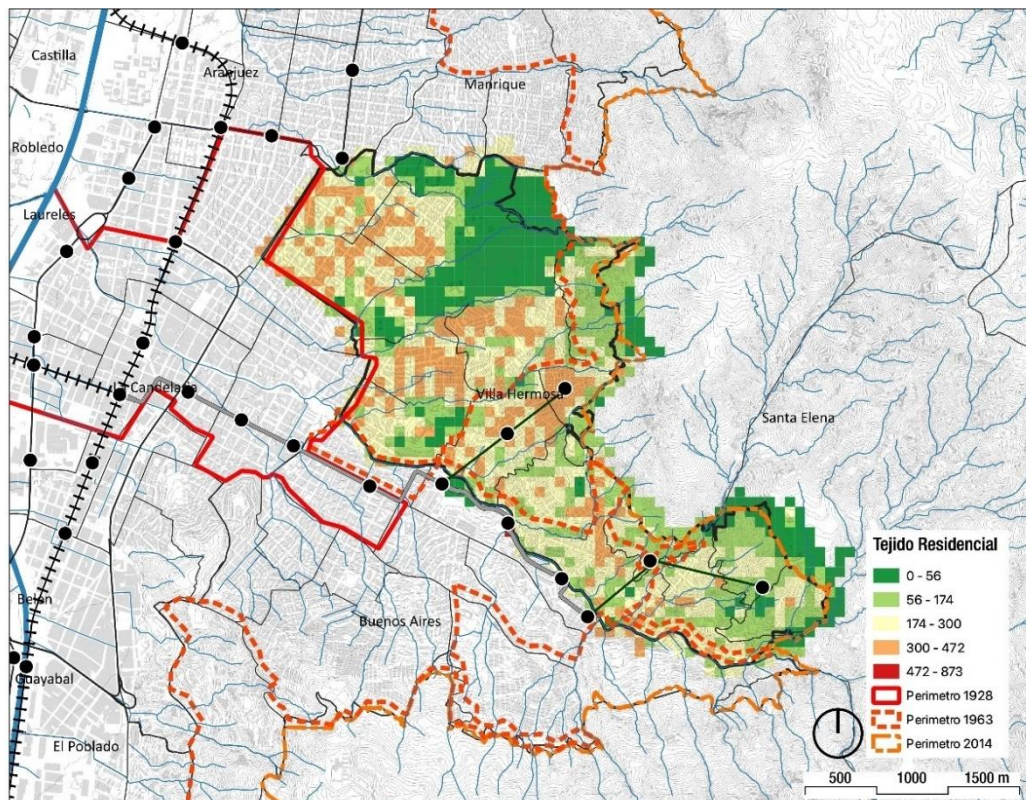 Castilla
Aranjuez
Manrique
Robledo
Laureles
La Candelaria
Villa Hermosa
Santa Elena
Belén
Buenos Aires
Guayabal
El Poblado
Tejido Residencial
0 - 56
56 - 174
174 - 300
300 - 472
472 - 873
Perimetro 1928
Perimetro 1963
Perimetro 2014
500 1000 1500 m